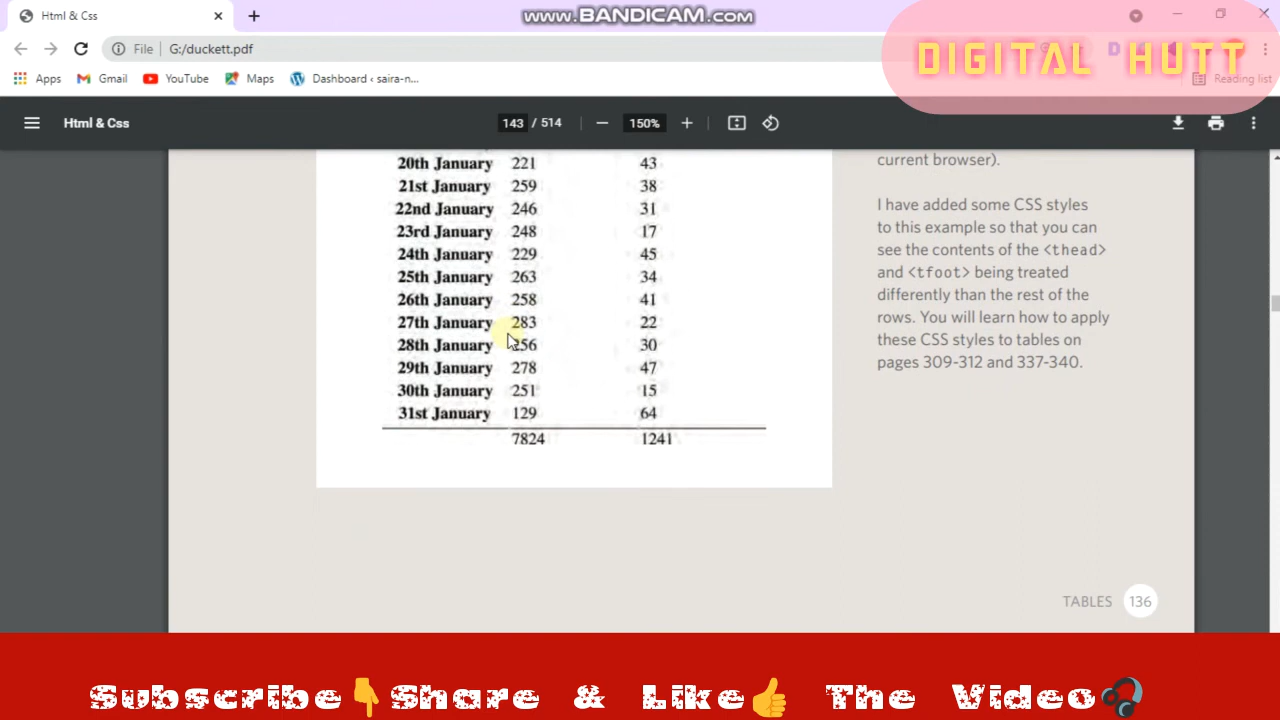 Html & Css
www.BANDICAM.com
File G:/duckett.pdf
DIGITAL HUTT
Apps Gmail YouTube Maps Dashboard ‹ saira-n... Reading list
Html & Css 143 / 514 150%
20th January 221 43
21st January 259 38
22nd January 246 31
23rd January 248 17
24th January 229 45
25th January 263 34
26th January 258 41
27th January 283 22
28th January 256 30
29th January 278 47
30th January 251 15
31st January 129 64
7824 1241
current browser).
I have added some CSS styles
to this example so that you can
see the contents of the <thead>
and <tfoot> being treated
differently than the rest of the
rows. You will learn how to apply
these CSS styles to tables on
pages 309-312 and 337-340.
TABLES 136
Subscribe👇Share & Like👍 The Video🎧